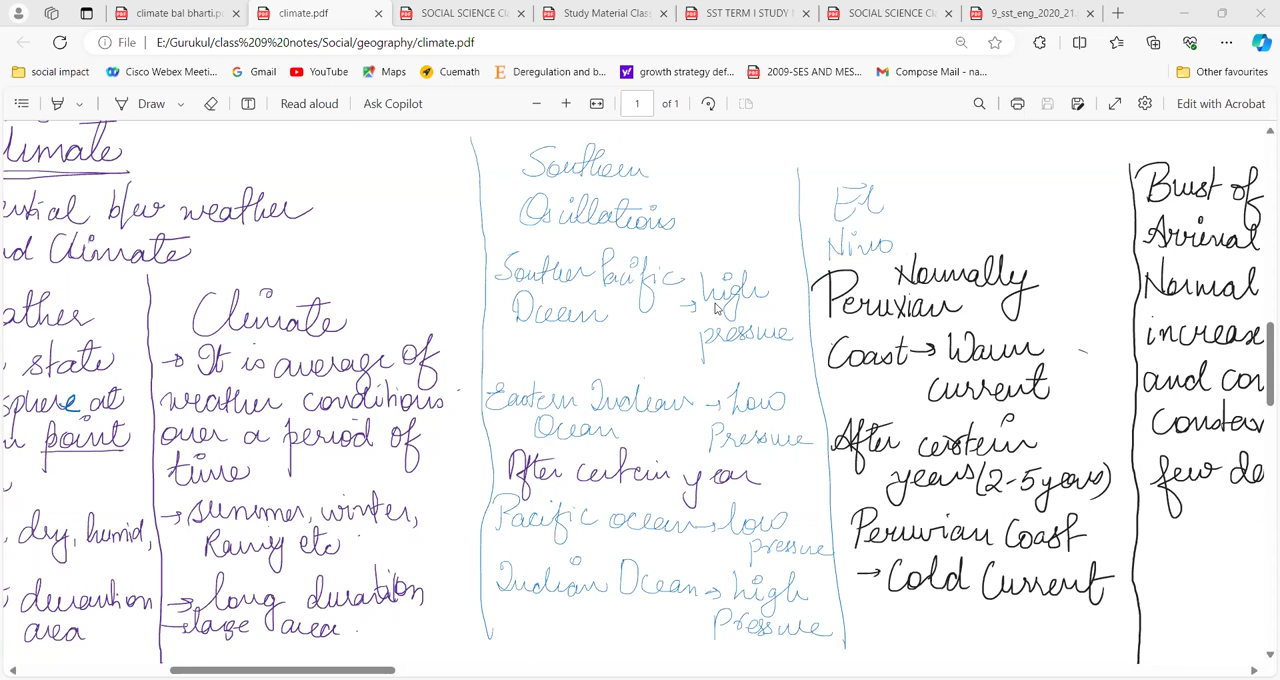 climate bal bharti.pc
climate.pdf
SOCIAL SCIENCE Cl
Study Material Class
SST TERM I STUDY M
SOCIAL SCIENCE Cl
9_sst_eng_2020_21.
File
E:/Gurukul/class%209%20notes/Social/geography/climate.pdf
social impact
Cisco Webex Meeti...
Gmail
YouTube
Maps
Cuemath
Deregulation and b...
growth strategy def...
2009-SES AND MES...
Compose Mail - na...
Other favourites
Draw
Read aloud
Ask Copilot
1
of 1
Edit with Acrobat
limate
ential b/w weather
nd Climate
ather
state
sphere at
point
dry, humid,
duration
area
Climate
→ It is average of
weather conditions
over a period of
time
→ summer, winter,
Rainy etc
→ long duration,
→ large area
Southern
Oscillations
Souther Pacific
Ocean → high
pressure
Eastern Indian → Low
Ocean Pressure
After certein year
Pacific ocean → low
pressure
Indian Ocean → high
Pressure
El
Nino
Normally
Peruvian
Coast → Warm
current
After certein
years (2-5 years)
Peruvian Coast
→ Cold Current
Brust of
Arrival
Normal
increase
and con
few de